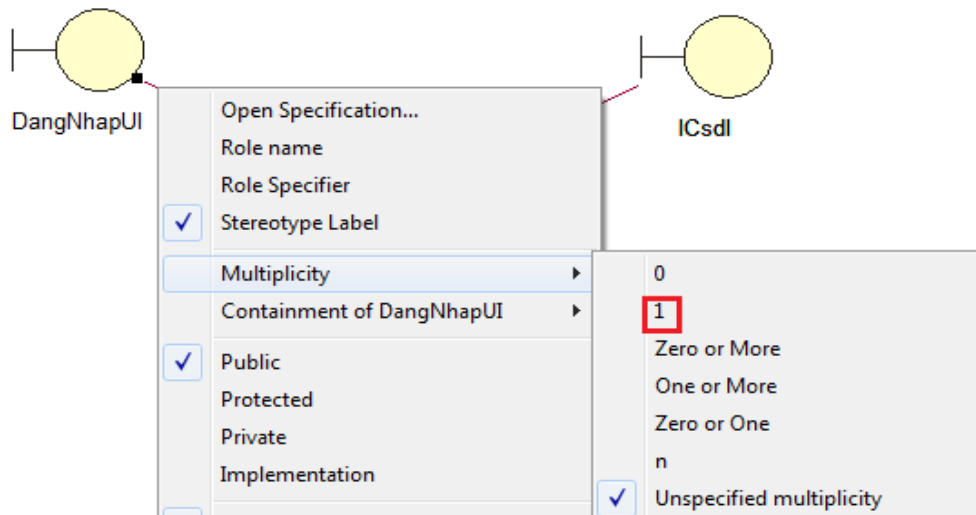 DangNhapUI
ICsdl
Open Specification...
Role name
Role Specifier
Stereotype Label
Multiplicity
Containment of DangNhapUI
Public
Protected
Private
Implementation
0
1
Zero or More
One or More
Zero or One
n
Unspecified multiplicity